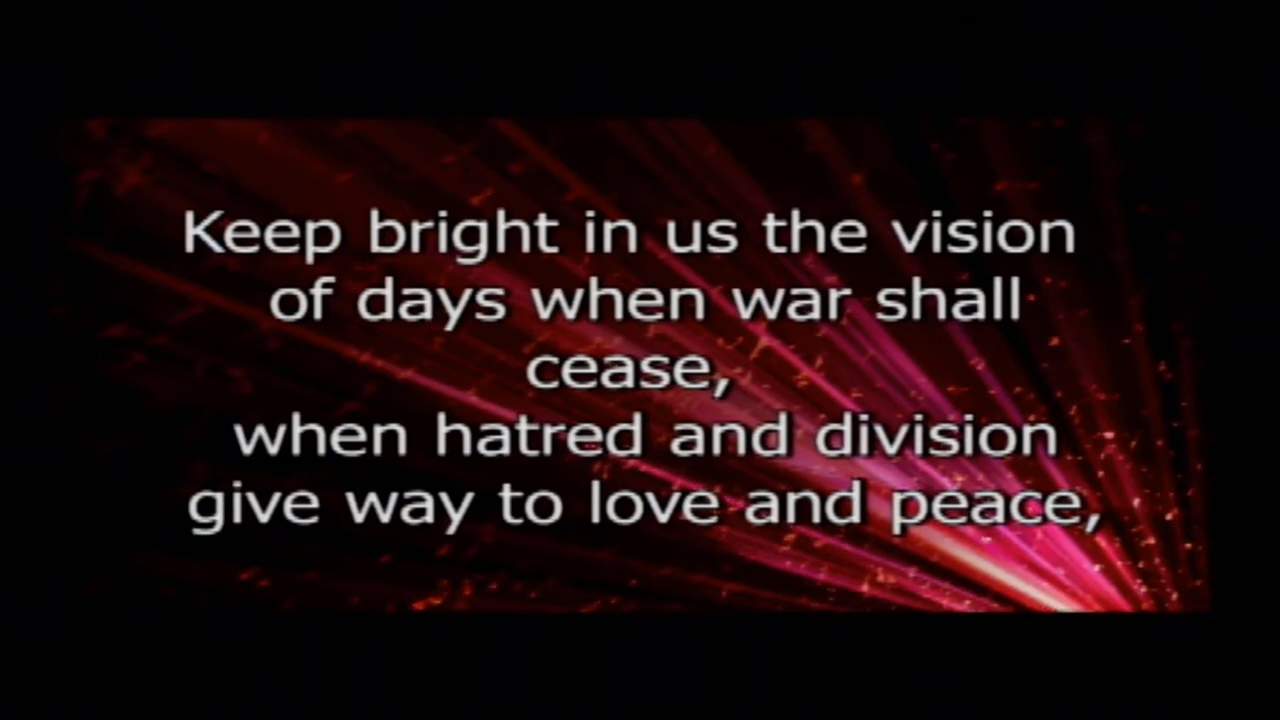 Keep bright in us the vision
of days when war shall
cease,
when hatred and division
give way to love and peace,